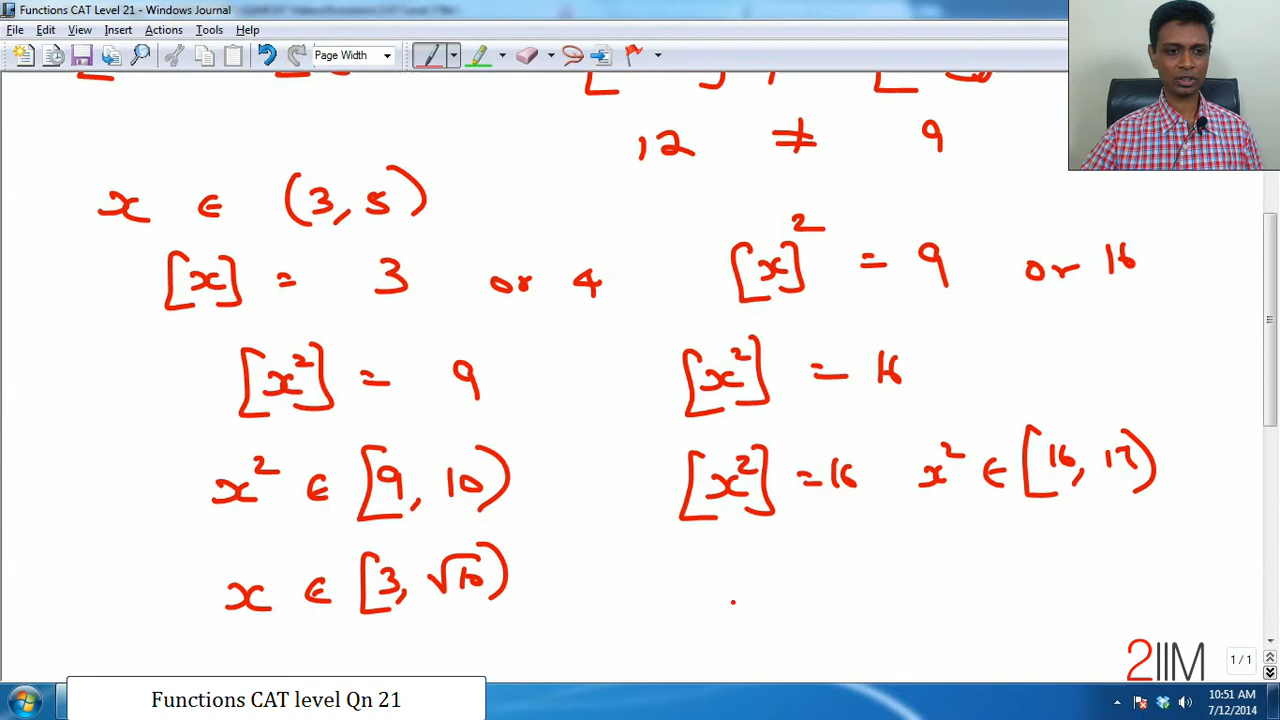 Functions CAT Level 21 - Windows Journal
File Edit View Insert Actions Tools Help
Page Width
12 ≠ 9
x ∈ (3, 5)
[x] = 3 or 4 [x]² = 9 or 16
[x²] = 9 [x²] = 16
x² ∈ [9, 10) [x²] = 16 x² ∈ [16, 17)
x ∈ [3, √10)
2IIM
1 / 1
Functions CAT level Qn 21
10:51 AM
7/12/2014